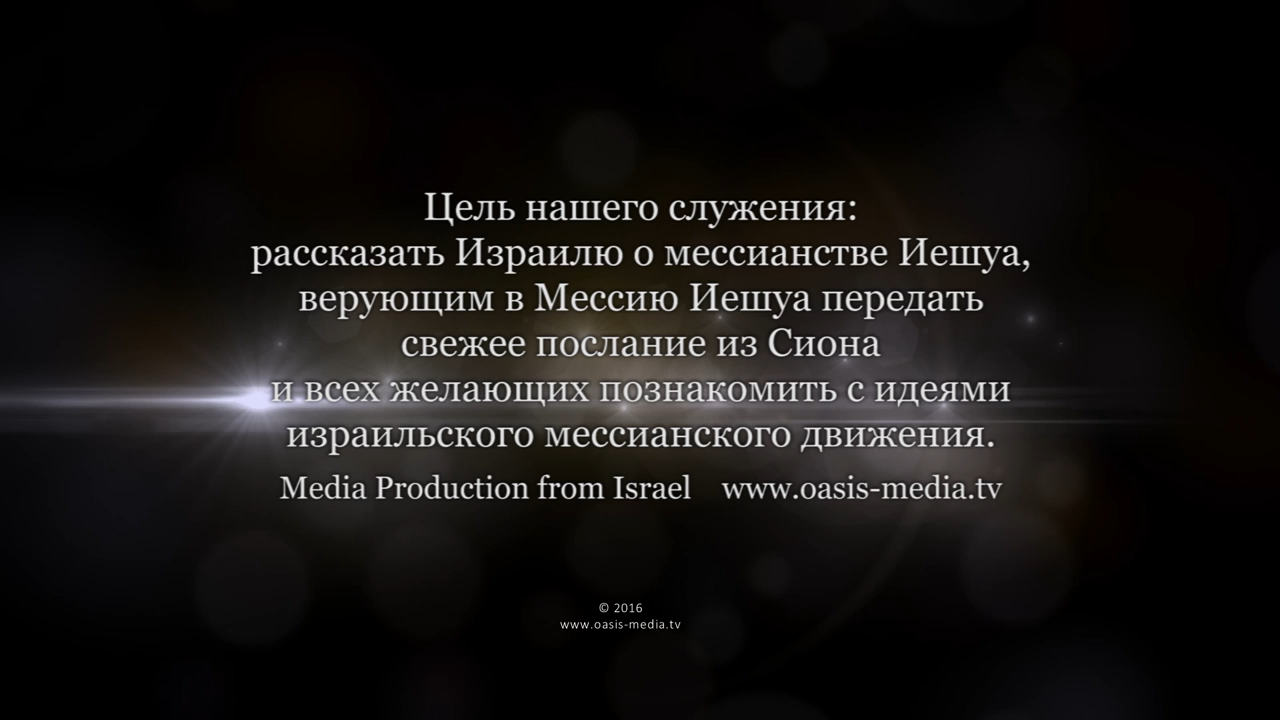 Цель нашего служения:
рассказать Израилю о мессианстве Иешуа,
верующим в Мессию Иешуа передать
свежее послание из Сиона
и всех желающих познакомить с идеями
израильского мессианского движения.
Media Production from Israel www.oasis-media.tv
© 2016
www.oasis-media.tv